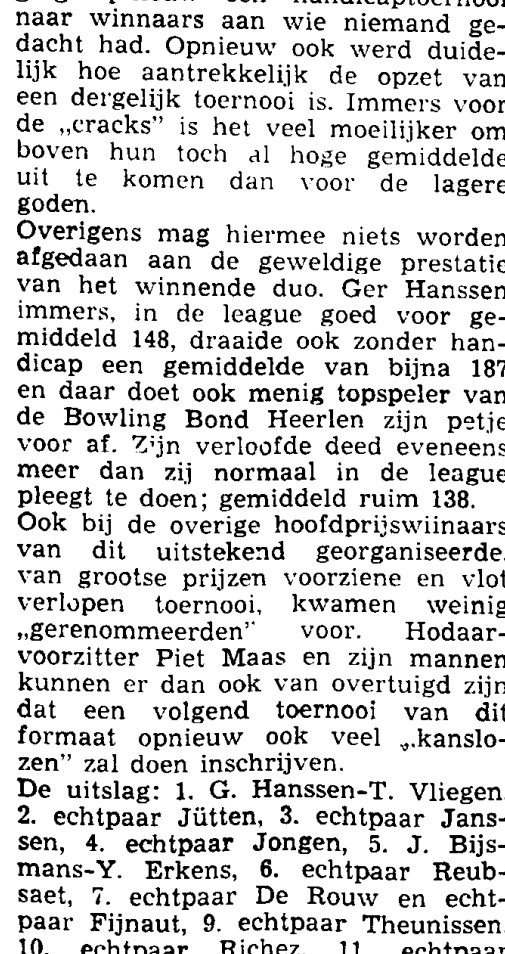 naar winnaars aan wie niemand ge-
dacht had. Opnieuw ook werd duide-
lijk hoe aantrekkelijk de opzet van
een dergelijk toernooi is. Immers voor
de „cracks” is het veel moeilijker om
boven hun toch al hoge gemiddelde
uit te komen dan voor de lagere
goden.
Overigens mag hiermee niets worden
afgedaan aan de geweldige prestatie
van het winnende duo. Ger Hanssen
immers, in de league goed voor ge-
middeld 148, draaide ook zonder han-
dicap een gemiddelde van bijna 187
en daar doet ook menig topspeler van
de Bowling Bond Heerlen zijn petje
voor af. Zijn verloofde deed eveneens
meer dan zij normaal in de league
pleegt te doen; gemiddeld ruim 138.
Ook bij de overige hoofdprijswiinaars
van dit uitstekend georganiseerde,
van grootse prijzen voorziene en vlot
verlopen toernooi, kwamen weinig
„gerenommeerden” voor. Hodaar-
voorzitter Piet Maas en zijn mannen
kunnen er dan ook van overtuigd zijn
dat een volgend toernooi van dit
formaat opnieuw ook veel „kanslo-
zen” zal doen inschrijven.
De uitslag: 1. G. Hanssen-T. Vliegen,
2. echtpaar Jütten, 3. echtpaar Jans-
sen, 4. echtpaar Jongen, 5. J. Bijs-
mans-Y. Erkens, 6. echtpaar Reub-
saet, 7. echtpaar De Rouw en echt-
paar Fijnaut, 9. echtpaar Theunissen,
10. echtpaar Richez, 11. echtpaar